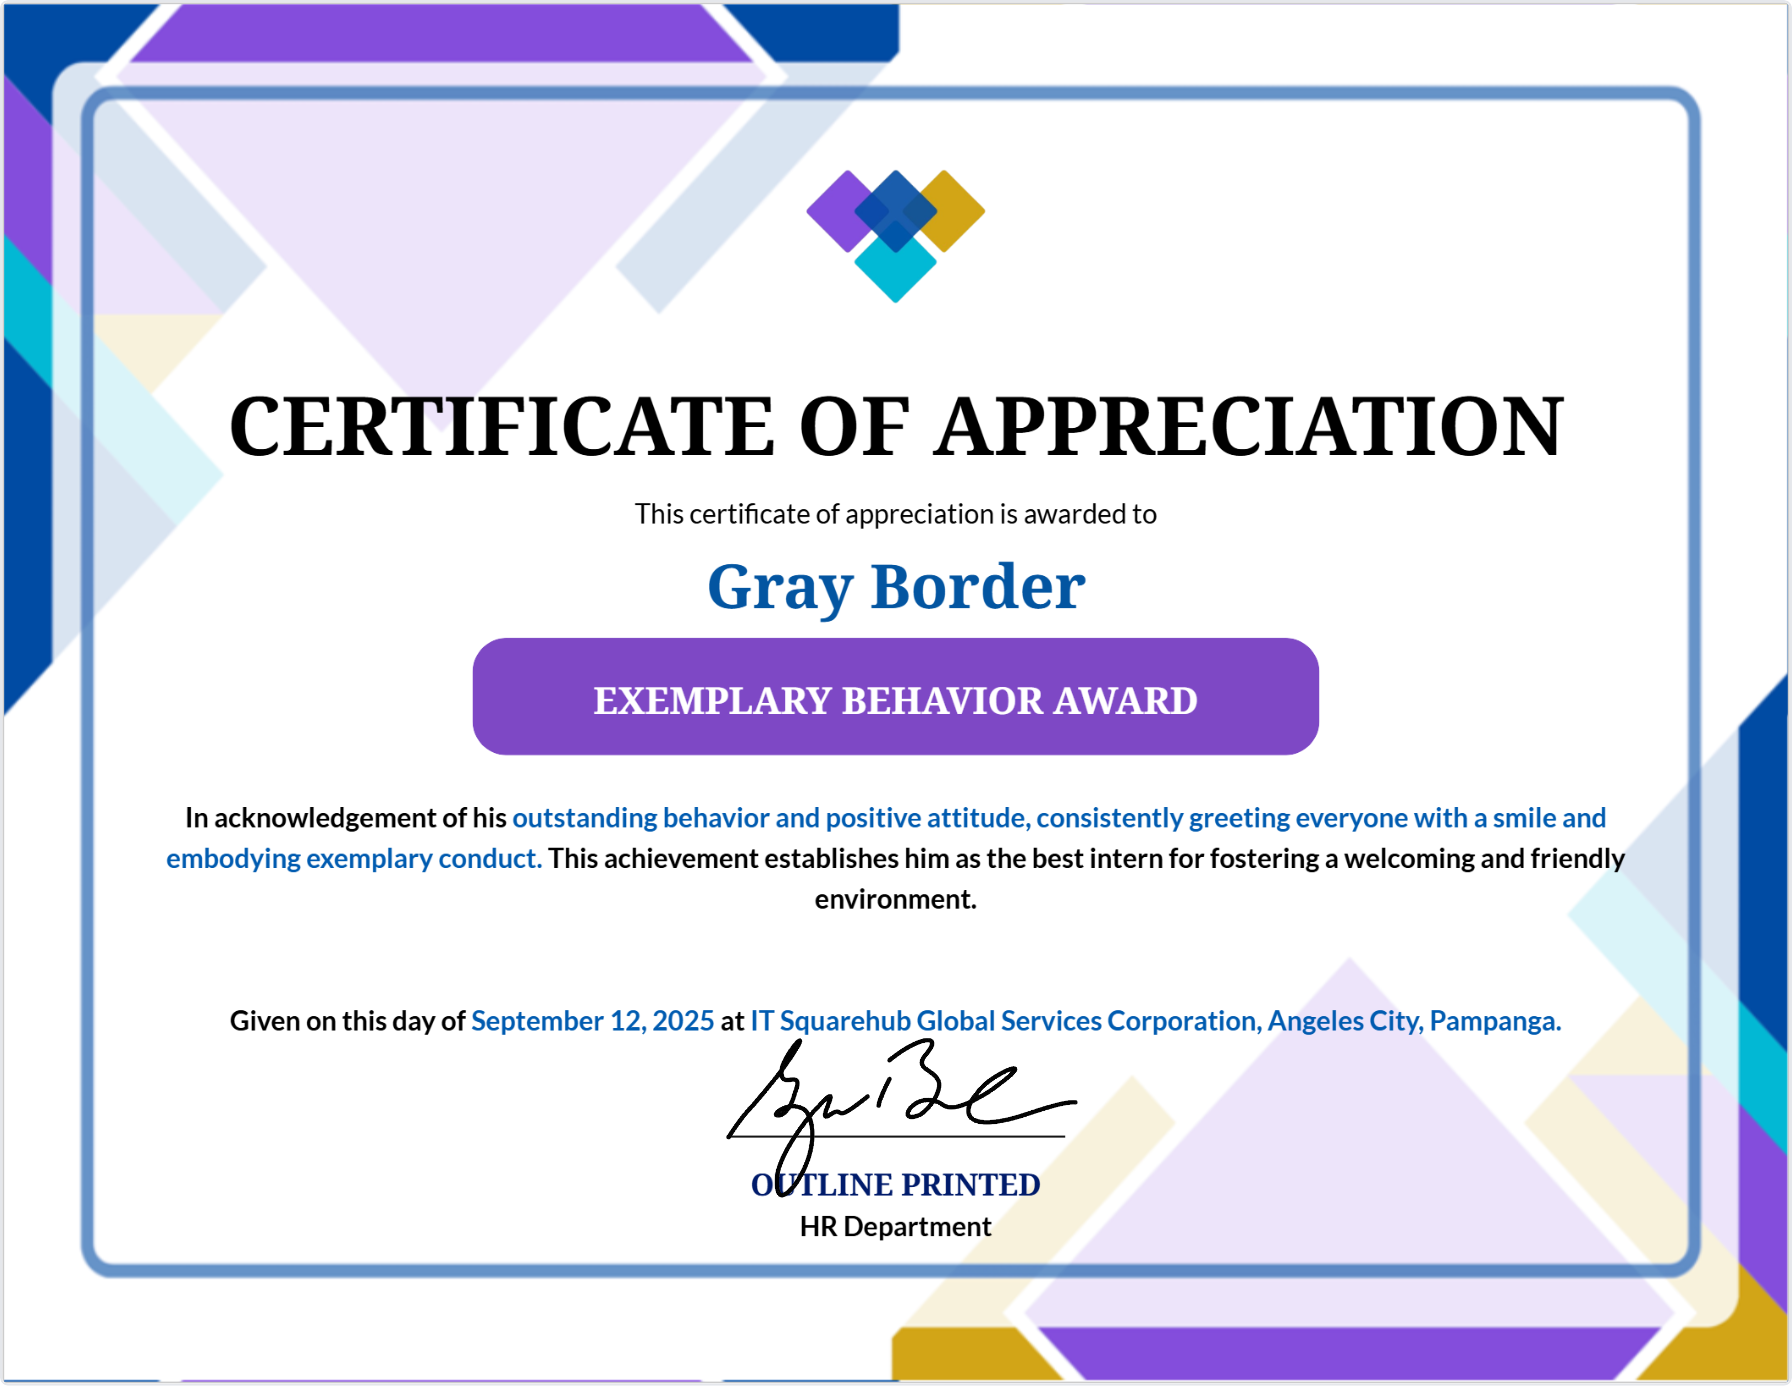 CERTIFICATE OF APPRECIATION
This certificate of appreciation is awarded to
Gray Border
EXEMPLARY BEHAVIOR AWARD
In acknowledgement of his outstanding behavior and positive attitude, consistently greeting everyone with a smile and
embodying exemplary conduct. This achievement establishes him as the best intern for fostering a welcoming and friendly
environment.
Given on this day of September 12, 2025 at IT Squarehub Global Services Corporation, Angeles City, Pampanga.
OUTLINE PRINTED
HR Department